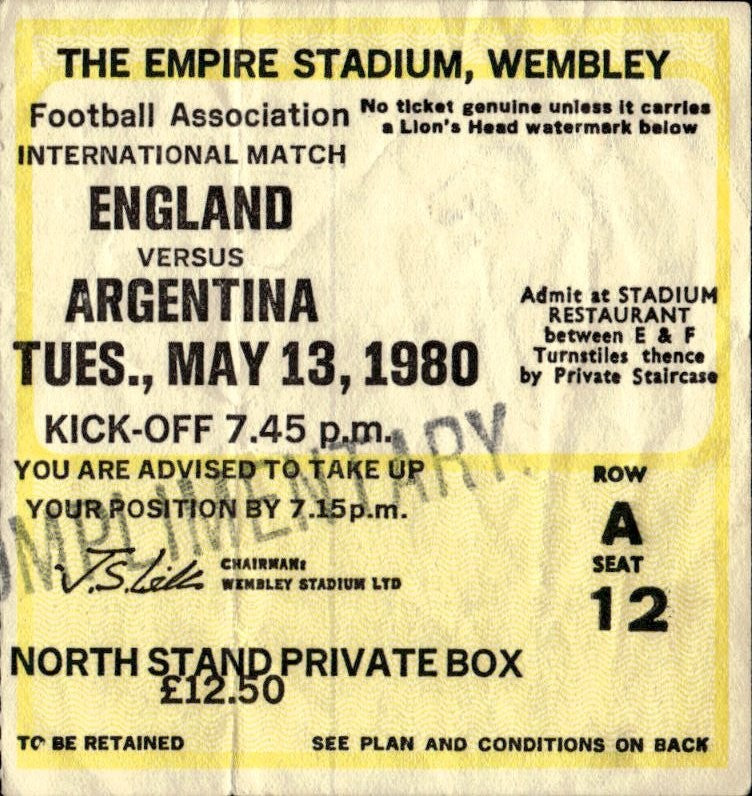 THE EMPIRE STADIUM, WEMBLEY
Football Association
No ticket genuine unless it carries
a Lion's Head watermark below
INTERNATIONAL MATCH
ENGLAND
VERSUS
ARGENTINA
TUES., MAY 13, 1980
Admit at STADIUM
RESTAURANT
between E & F
Turnstiles thence
by Private Staircase
KICK-OFF 7.45 p.m.
YOU ARE ADVISED TO TAKE UP
YOUR POSITION BY 7.15p.m.
OMPLIMENTARY.
ROW
A
SEAT
12
CHAIRMAN:
WEMBLEY STADIUM LTD
NORTH STAND PRIVATE BOX
£12.50
TO BE RETAINED
SEE PLAN AND CONDITIONS ON BACK